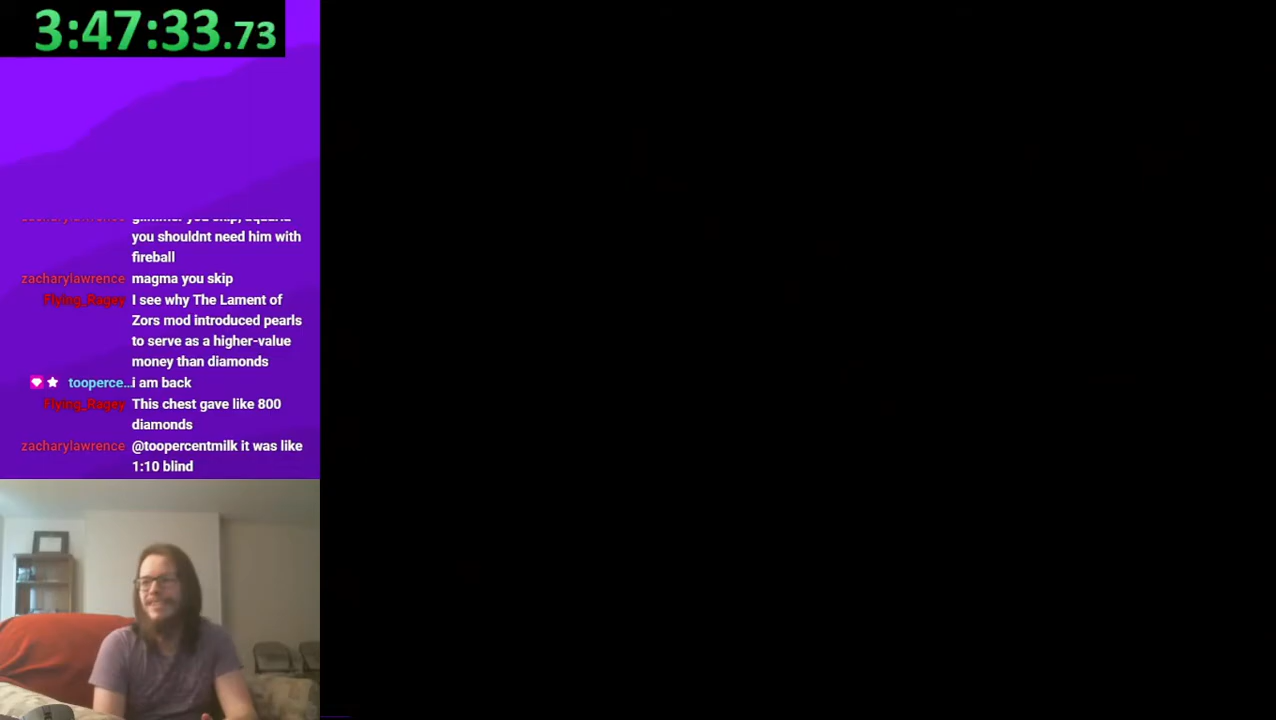 3:47:33.73
you shouldnt need him with
fireball
zacharylawrence magma you skip
Flying_Ragey I see why The Lament of
Zors mod introduced pearls
to serve as a higher-value
money than diamonds
tooperce... i am back
Flying_Ragey This chest gave like 800
diamonds
zacharylawrence @toopercentmilk it was like
1:10 blind